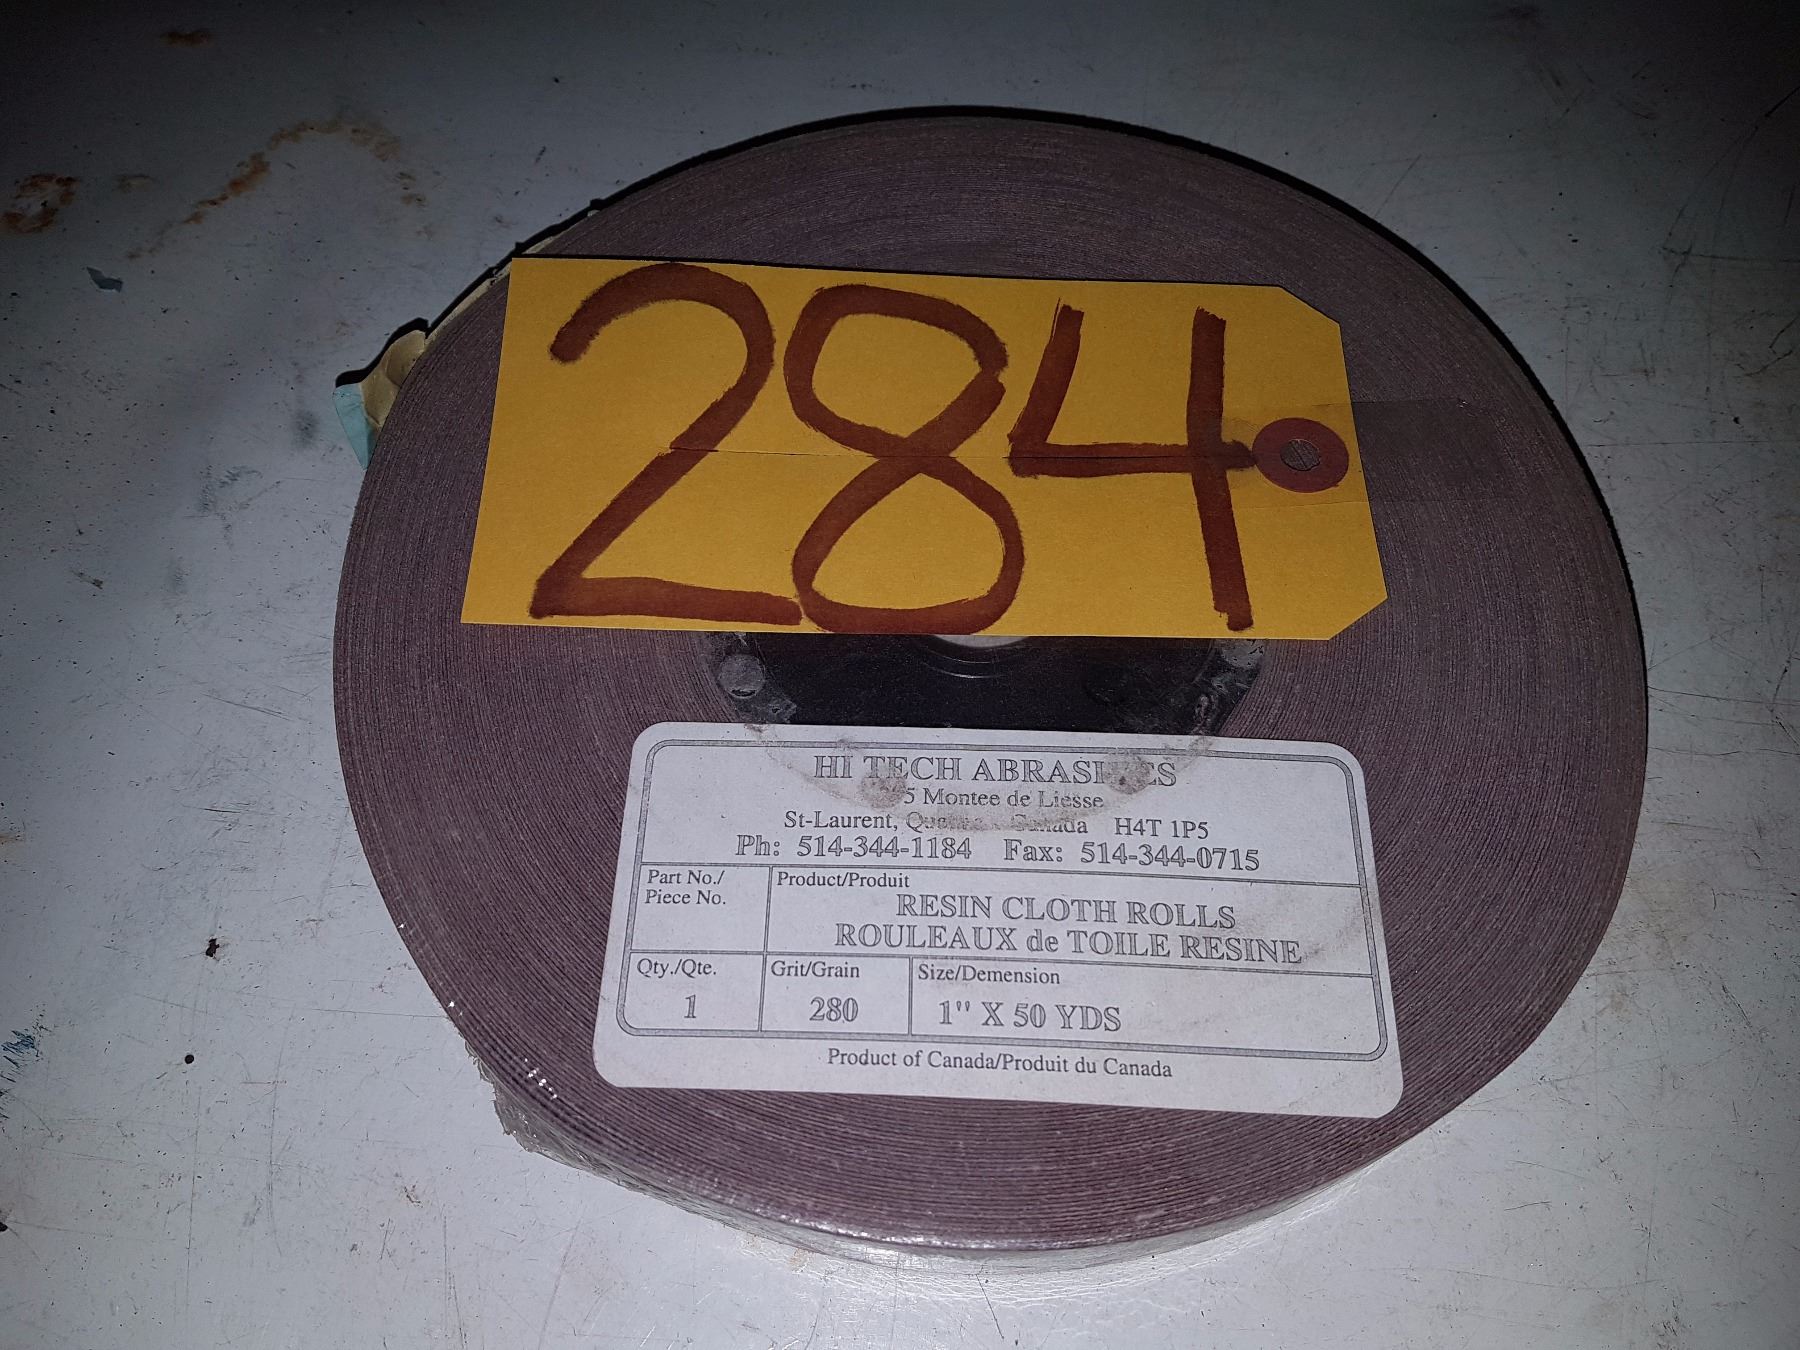 284
HI TECH ABRASIVES
5 Montee de Liesse
St-Laurent, Canada H4T 1P5
Ph: 514-344-1184 Fax: 514-344-0715
Part No./
Piece No.
Product/Produit
RESIN CLOTH ROLLS
ROULEAUX de TOILE RESINE
Qty./Qte.
1
Grit/Grain
280
Size/Demension
1" X 50 YDS
Product of Canada/Produit du Canada